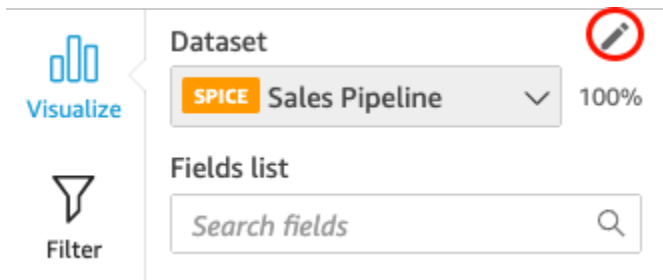 Dataset
SPICE Sales Pipeline
100%
Visualize
Fields list
Search fields
Filter